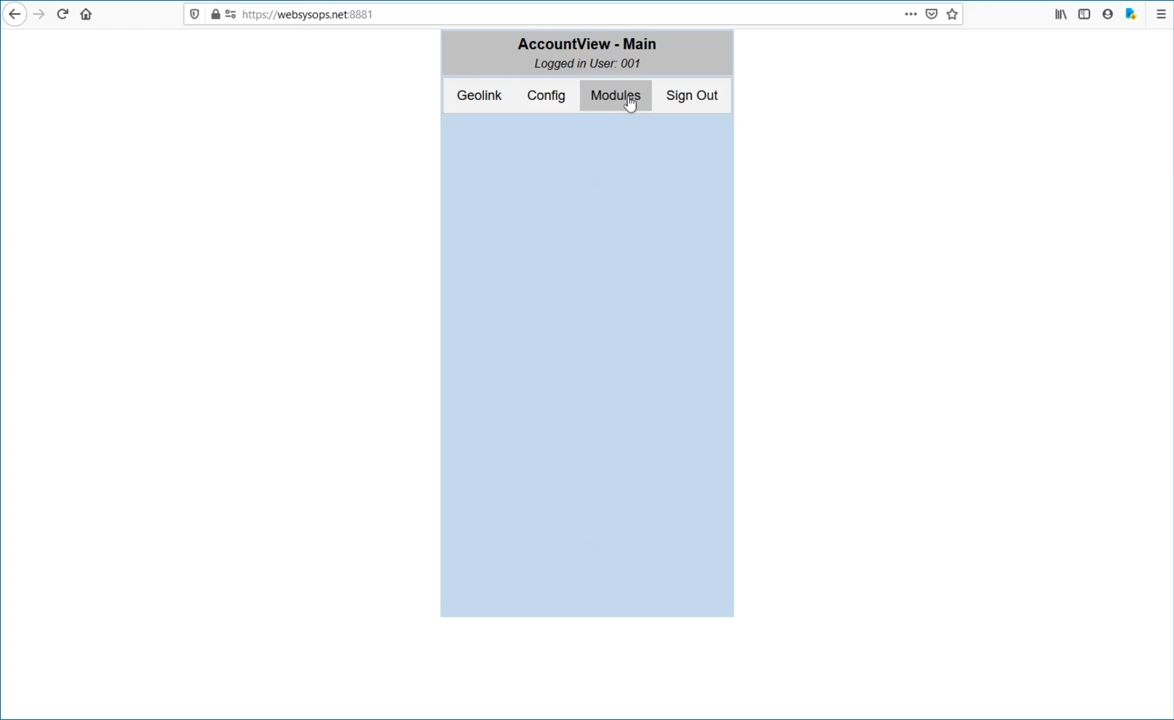 https://websysops.net:8881
AccountView - Main
Logged in User: 001
Geolink Config Modules Sign Out